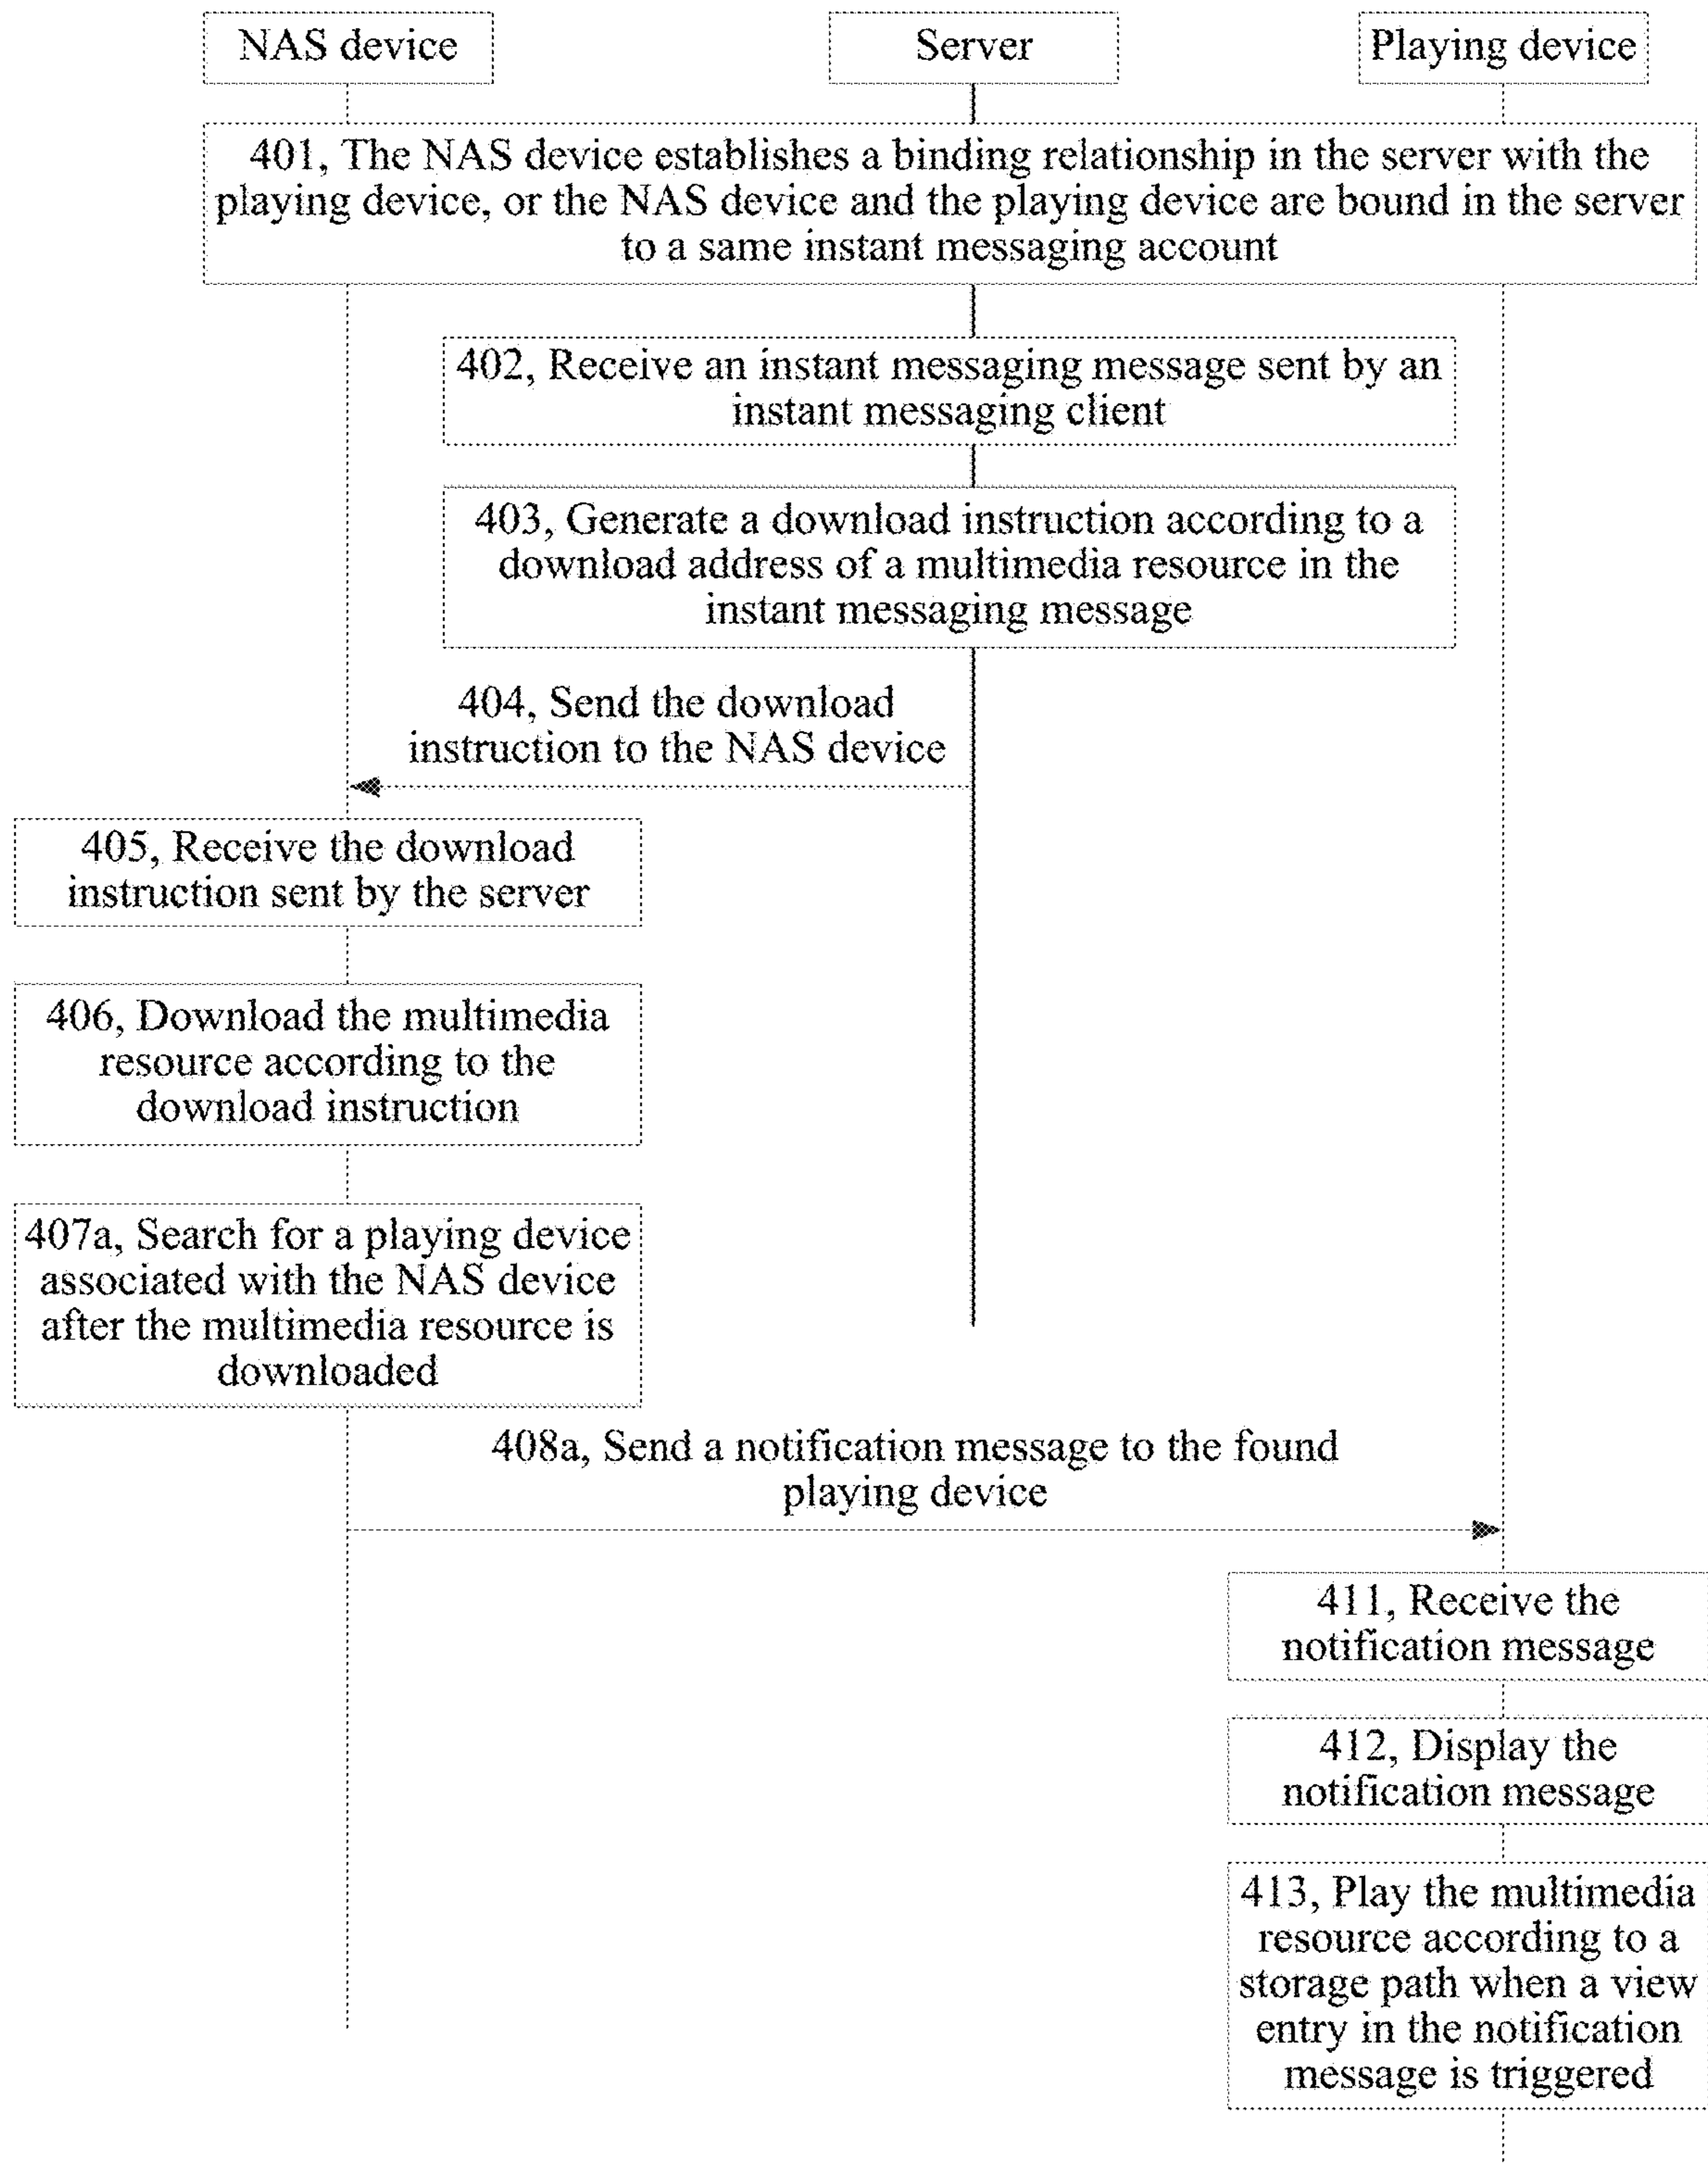 NAS device
Server
Playing device
401, The NAS device establishes a binding relationship in the server with the
playing device, or the NAS device and the playing device are bound in the server
to a same instant messaging account
402, Receive an instant messaging message sent by an
instant messaging client
403, Generate a download instruction according to a
download address of a multimedia resource in the
instant messaging message
404, Send the download
instruction to the NAS device
405, Receive the download
instruction sent by the server
406, Download the multimedia
resource according to the
download instruction
407a, Search for a playing device
associated with the NAS device
after the multimedia resource is
downloaded
408a, Send a notification message to the found
playing device
411, Receive the
notification message
412, Display the
notification message
413, Play the multimedia
resource according to a
storage path when a view
entry in the notification
message is triggered